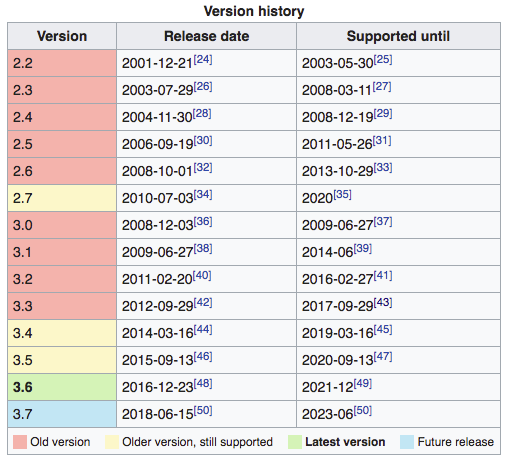 Version history
Version Release date Supported until
2.2 2001-12-21[24] 2003-05-30[25]
2.3 2003-07-29[26] 2008-03-11[27]
2.4 2004-11-30[28] 2008-12-19[29]
2.5 2006-09-19[30] 2011-05-26[31]
2.6 2008-10-01[32] 2013-10-29[33]
2.7 2010-07-03[34] 2020[35]
3.0 2008-12-03[36] 2009-06-27[37]
3.1 2009-06-27[38] 2014-06[39]
3.2 2011-02-20[40] 2016-02-27[41]
3.3 2012-09-29[42] 2017-09-29[43]
3.4 2014-03-16[44] 2019-03-16[45]
3.5 2015-09-13[46] 2020-09-13[47]
3.6 2016-12-23[48] 2021-12[49]
3.7 2018-06-15[50] 2023-06[50]
Old version Older version, still supported Latest version Future release